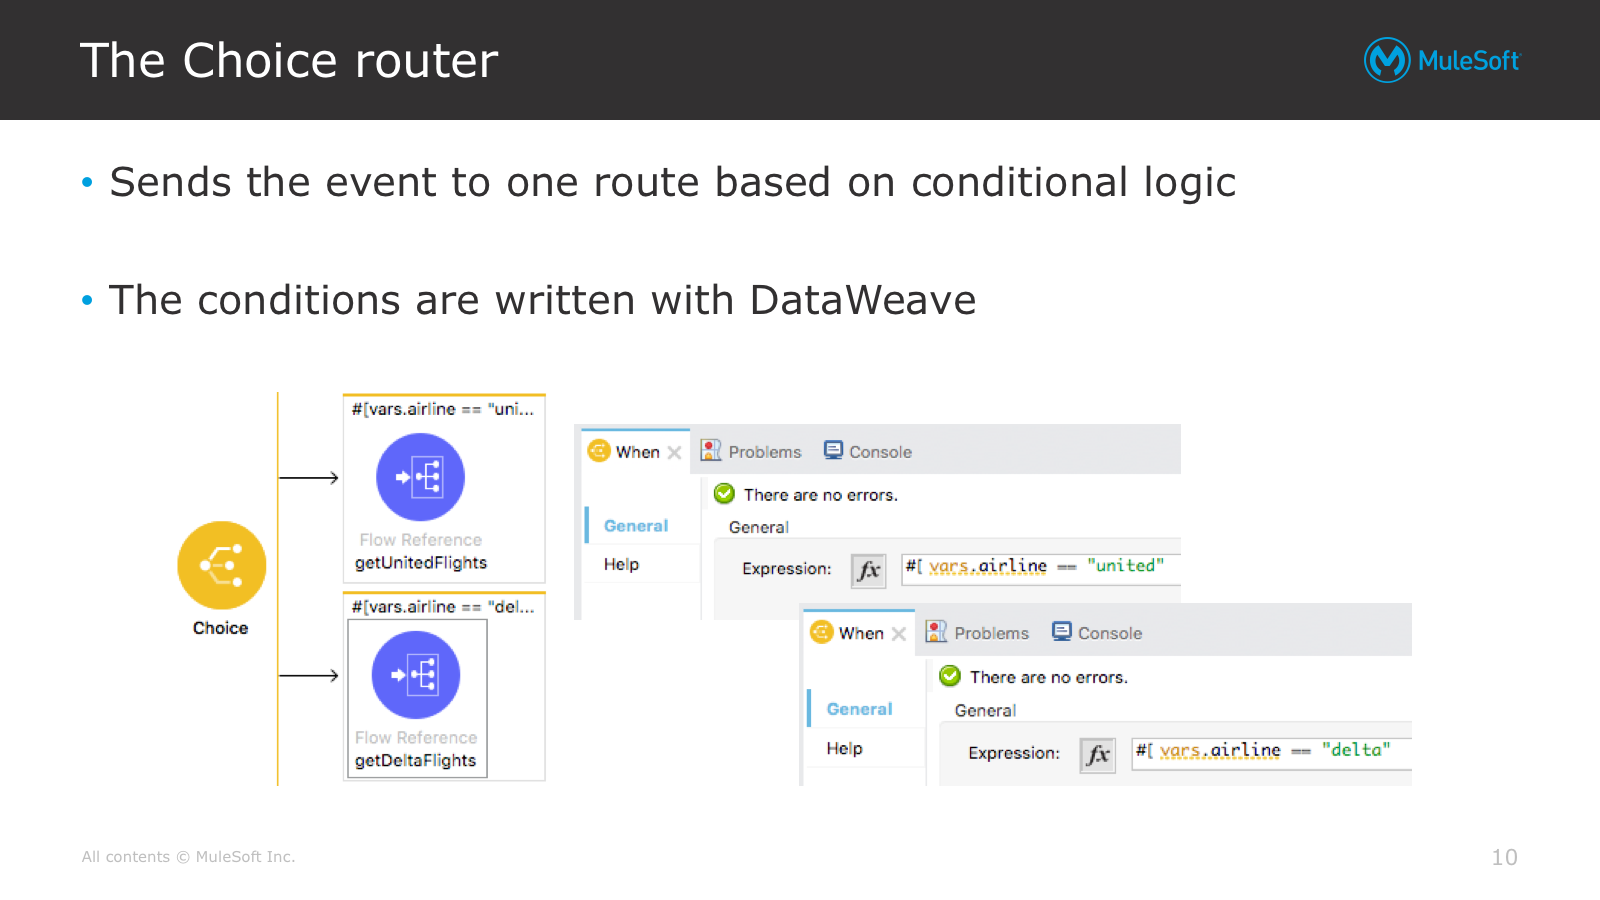 The Choice router
MuleSoft
• Sends the event to one route based on conditional logic
• The conditions are written with DataWeave
#[vars.airline == "uni...
Flow Reference
getUnitedFlights
Choice
#[vars.airline == "del...
Flow Reference
getDeltaFlights
When Problems Console
There are no errors.
General
General
Help
Expression: fx #[ vars.airline == "united"
When Problems Console
There are no errors.
General
General
Help
Expression: fx #[ vars.airline == "delta"
All contents © MuleSoft Inc.
10